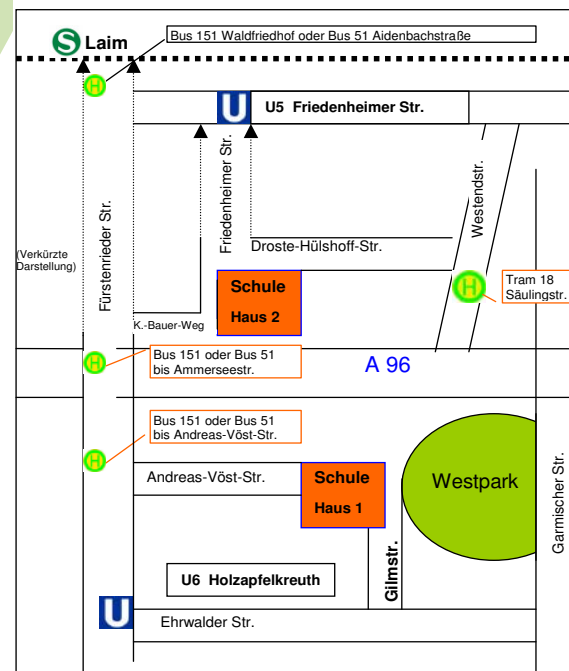 S Laim
Bus 151 Waldfriedhof oder Bus 51 Aidenbachstraße
H
U
U5 Friedenheimer Str.
Fürstenrieder Str.
Friedenheimer Str.
Westendstr.
(Verkürzte
Darstellung)
Droste-Hülshoff-Str.
Schule
Haus 2
H
Tram 18
Säulingstr.
K.-Bauer-Weg
H
Bus 151 oder Bus 51
bis Ammerseestr.
A 96
H
Bus 151 oder Bus 51
bis Andreas-Vöst-Str.
Andreas-Vöst-Str.
Schule
Haus 1
Westpark
Garmischer Str.
Gilmstr.
U6 Holzapfelkreuth
U
Ehrwalder Str.